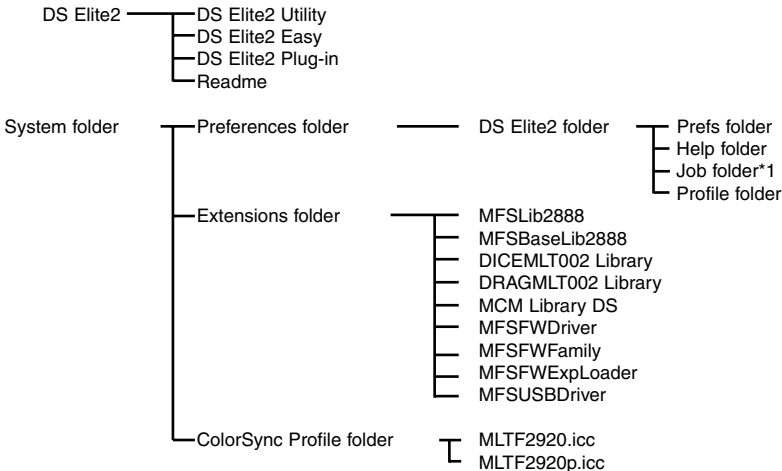 DS Elite2 DS Elite2 Utility
DS Elite2 Easy
DS Elite2 Plug-in
Readme
System folder Preferences folder DS Elite2 folder Prefs folder
Help folder
Job folder*1
Profile folder
Extensions folder MFSLib2888
MFSBaseLib2888
DICEMLT002 Library
DRAGMLT002 Library
MCM Library DS
MFSFWDriver
MFSFWFamily
MFSFWExpLoader
MFSUSBDriver
ColorSync Profile folder MLTF2920.icc
MLTF2920p.icc